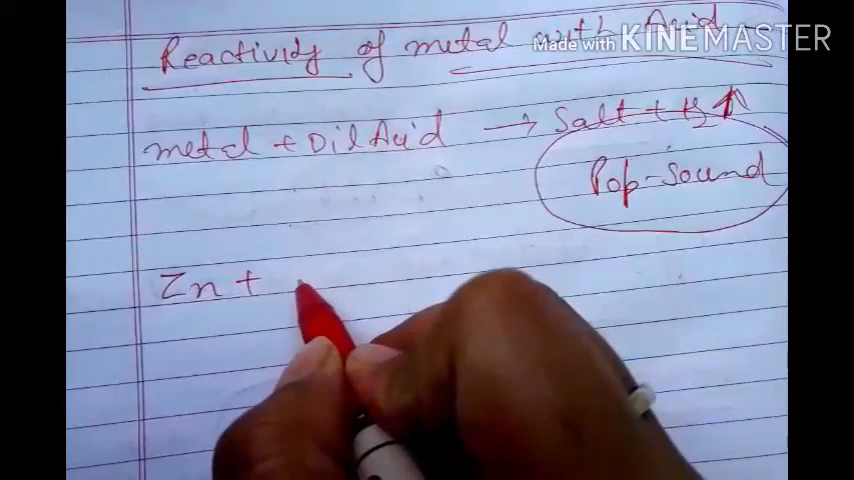 Reactivity of metal with Acid
Made with KINEMASTER
metal + Dil Acid → Salt + H₂ ↑
Pop-sound
Zn +